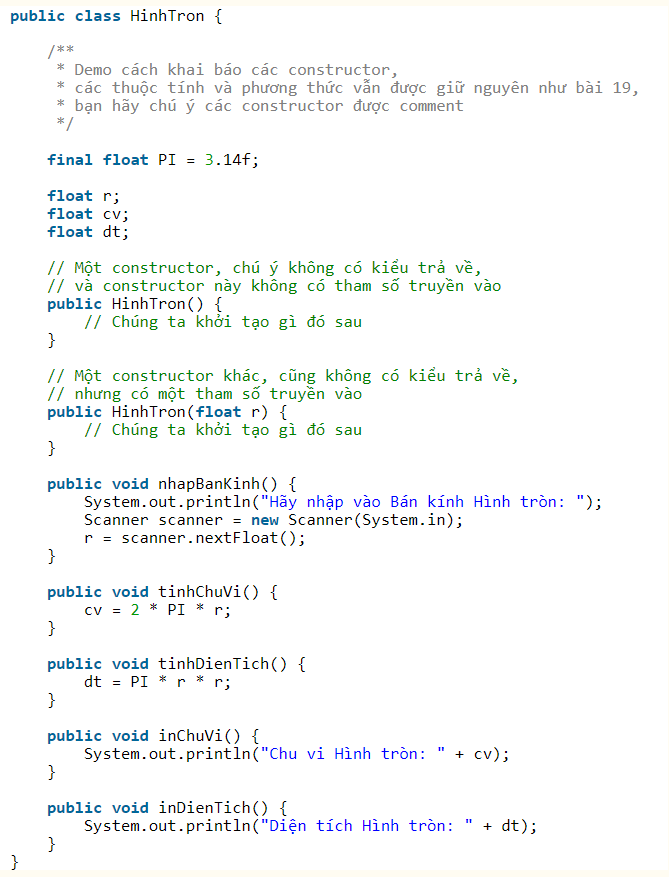 public class HinhTron {
/**
* Demo cách khai báo các constructor,
* các thuộc tính và phương thức vẫn được giữ nguyên như bài 19,
* bạn hãy chú ý các constructor được comment
*/
final float PI = 3.14f;
float r;
float cv;
float dt;
// Một constructor, chú ý không có kiểu trả về,
// và constructor này không có tham số truyền vào
public HinhTron() {
// Chúng ta khởi tạo gì đó sau
}
// Một constructor khác, cũng không có kiểu trả về,
// nhưng có một tham số truyền vào
public HinhTron(float r) {
// Chúng ta khởi tạo gì đó sau
}
public void nhapBanKinh() {
System.out.println("Hãy nhập vào Bán kính Hình tròn: ");
Scanner scanner = new Scanner(System.in);
r = scanner.nextFloat();
}
public void tinhChuVi() {
cv = 2 * PI * r;
}
public void tinhDienTich() {
dt = PI * r * r;
}
public void inChuVi() {
System.out.println("Chu vi Hình tròn: " + cv);
}
public void inDienTich() {
System.out.println("Diện tích Hình tròn: " + dt);
}
}